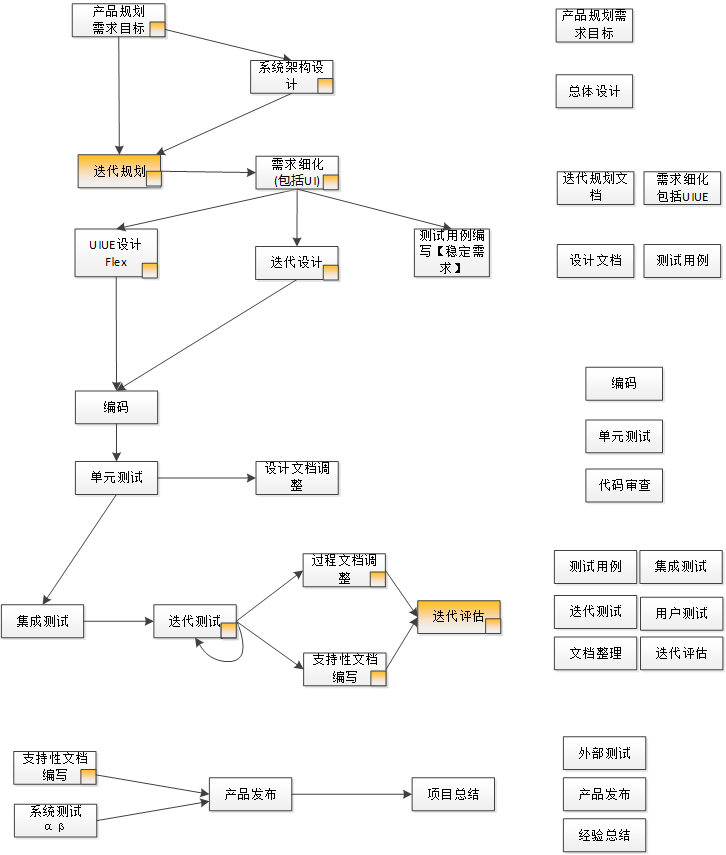 产品规划
需求目标
产品规划需
求目标
系统架构设
计
总体设计
迭代规划
需求细化
(包括UI)
迭代规划文
档
需求细化
包括UIUE
UIUE设计
Flex
迭代设计
测试用例编
写【稳定需
求】
设计文档
测试用例
编码
编码
单元测试
单元测试
设计文档调
整
代码审查
过程文档调
整
测试用例
集成测试
集成测试
迭代测试
迭代评估
迭代测试
用户测试
支持性文档
编写
文档整理
迭代评估
支持性文档
编写
外部测试
产品发布
项目总结
产品发布
系统测试
α β
经验总结